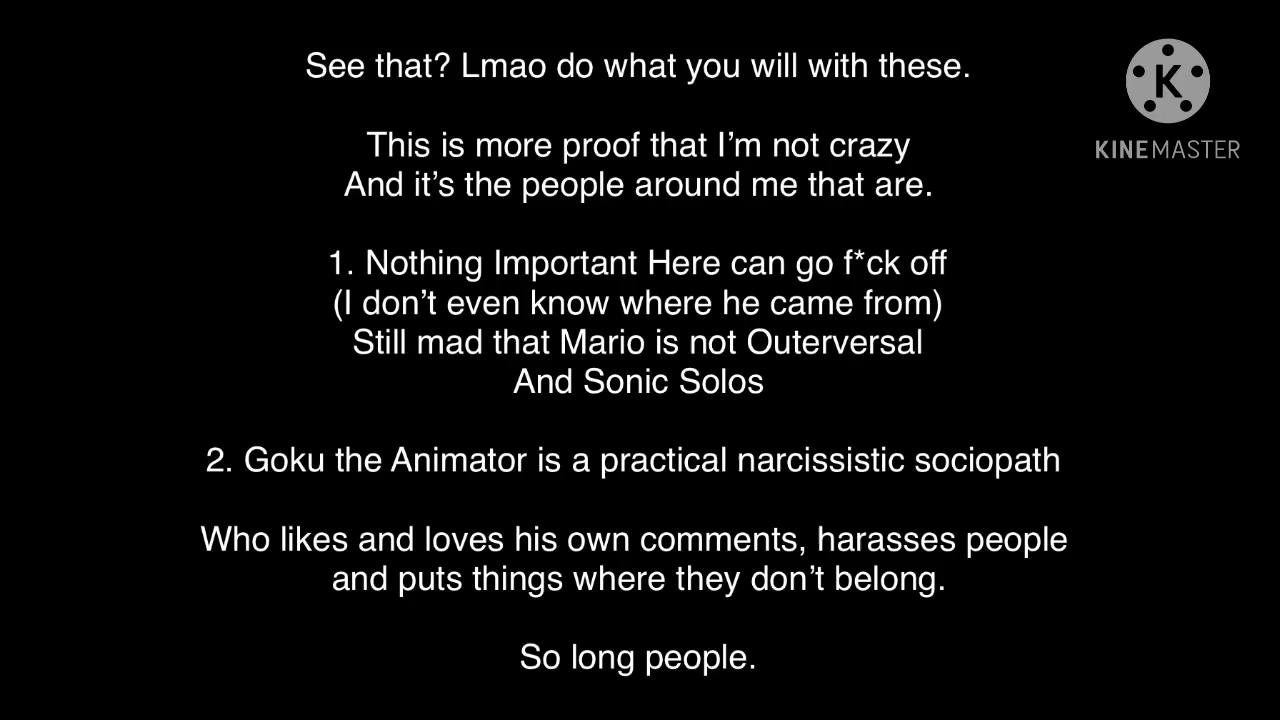 See that? Lmao do what you will with these.
This is more proof that I’m not crazy
And it’s the people around me that are.
1. Nothing Important Here can go f*ck off
(I don’t even know where he came from)
Still mad that Mario is not Outerversal
And Sonic Solos
2. Goku the Animator is a practical narcissistic sociopath
Who likes and loves his own comments, harasses people
and puts things where they don’t belong.
So long people.
K
KINEMASTER